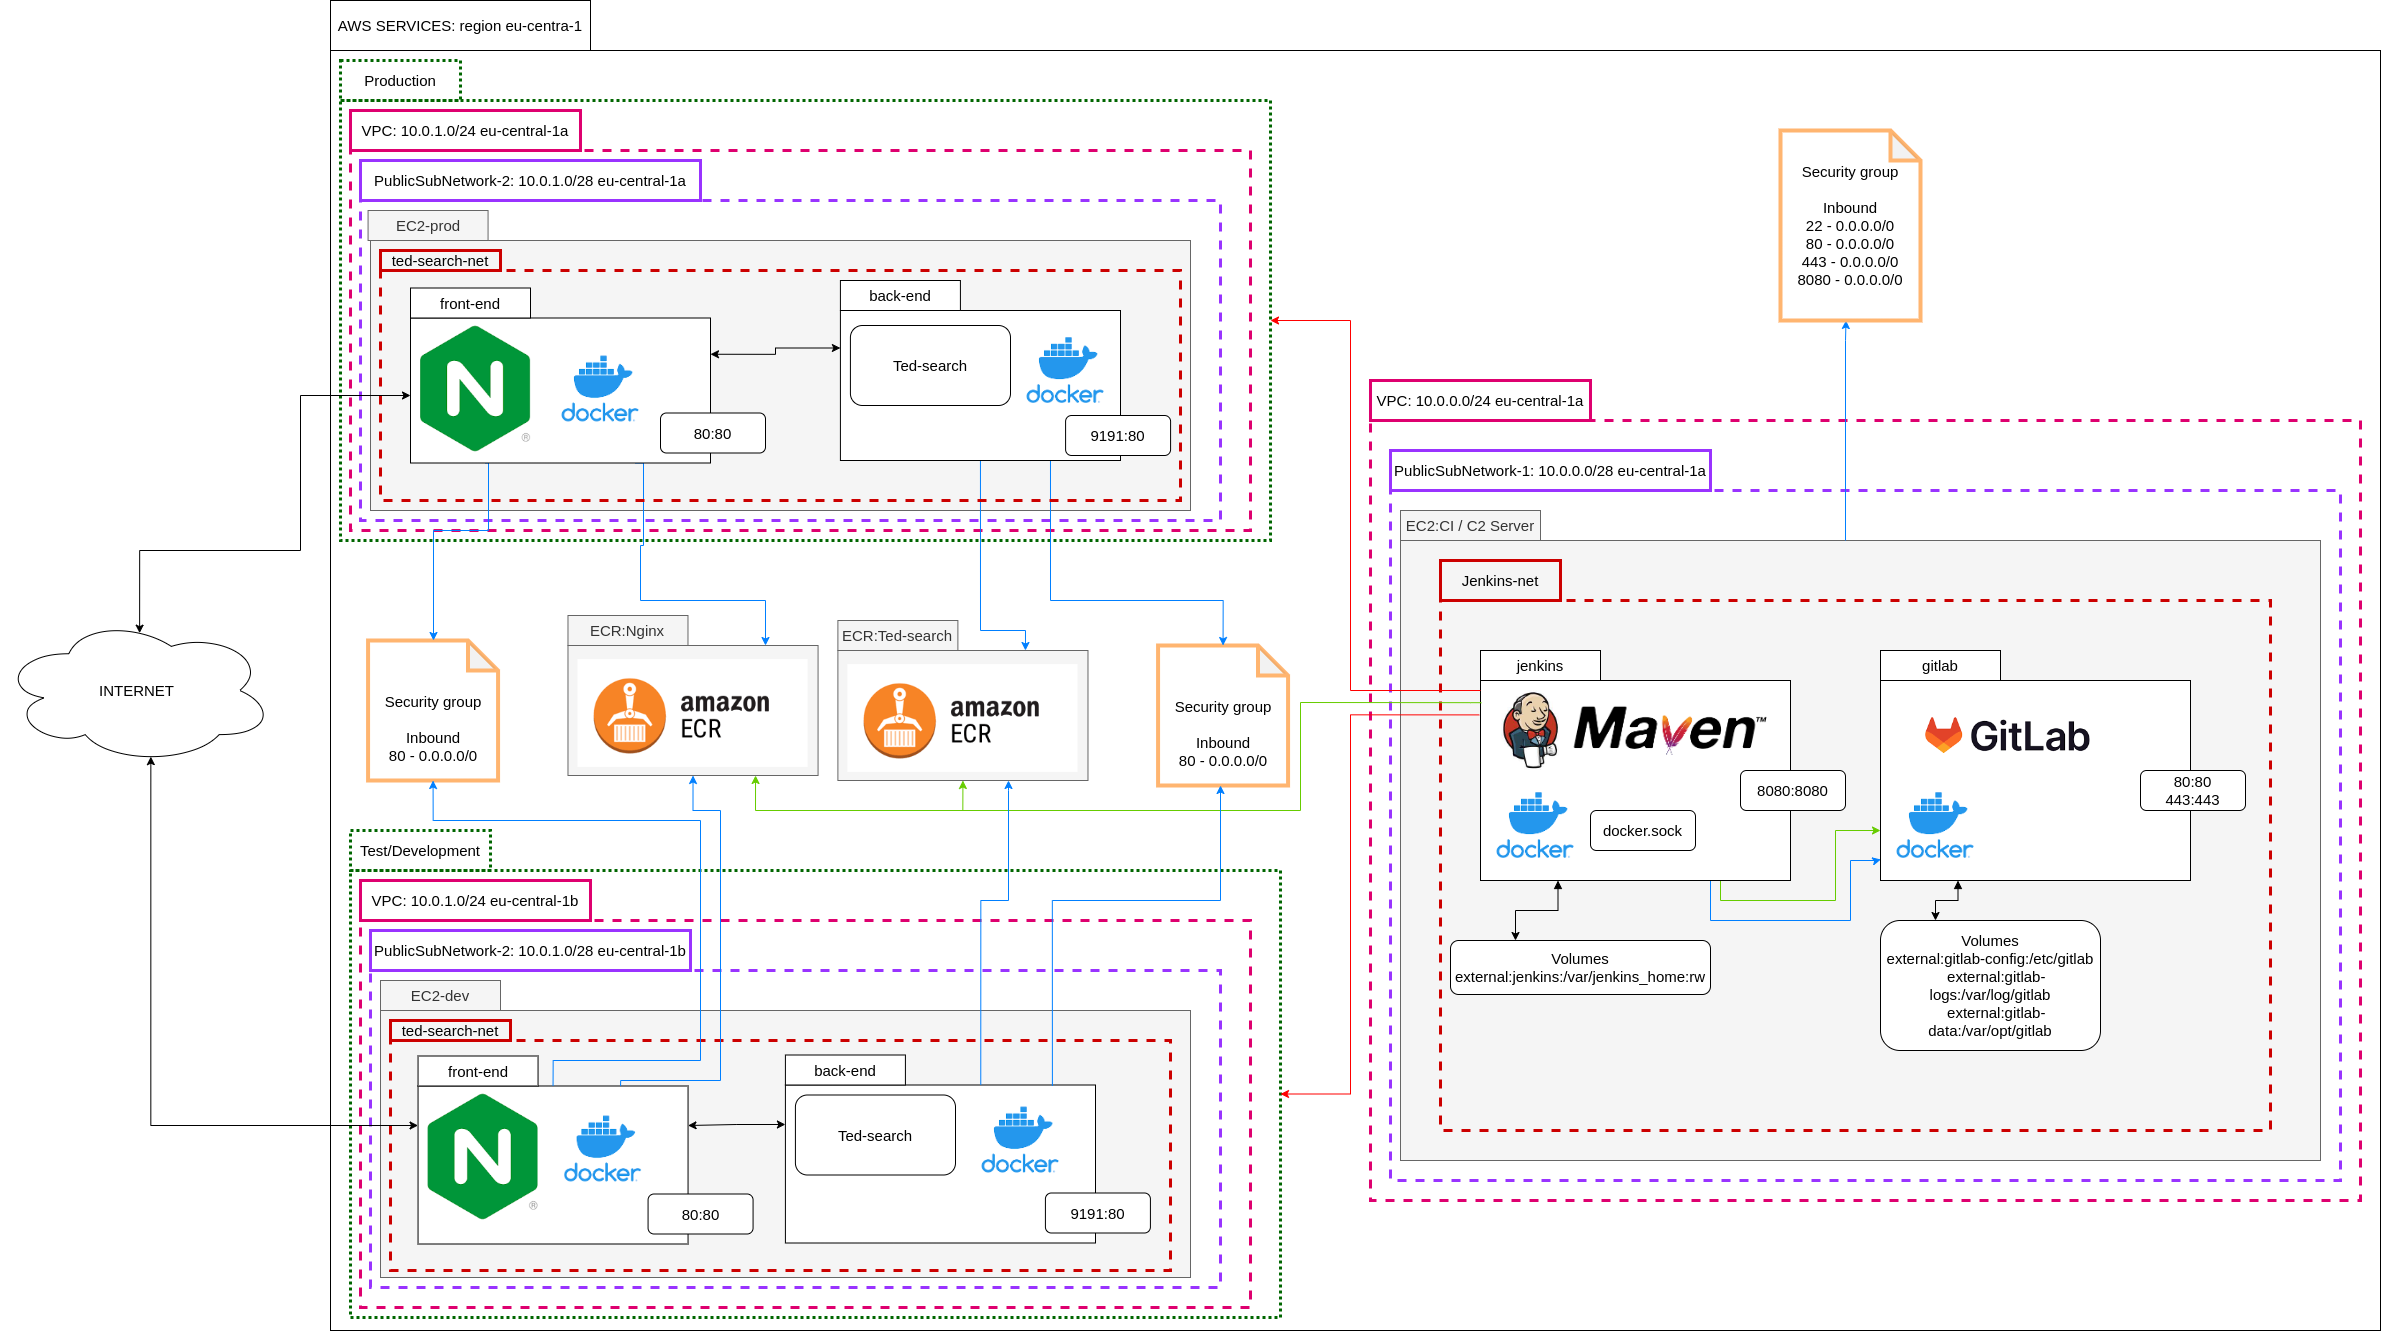 AWS SERVICES: region eu-centra-1
Production
VPC: 10.0.1.0/24 eu-central-1a
PublicSubNetwork-2: 10.0.1.0/28 eu-central-1a
EC2-prod
ted-search-net
front-end
N
®
docker
80:80
back-end
Ted-search
docker
9191:80
INTERNET
Security group
Inbound
80 - 0.0.0.0/0
ECR:Nginx
amazon
ECR
ECR:Ted-search
amazon
ECR
Security group
Inbound
80 - 0.0.0.0/0
Test/Development
VPC: 10.0.1.0/24 eu-central-1b
PublicSubNetwork-2: 10.0.1.0/28 eu-central-1b
EC2-dev
ted-search-net
front-end
N
®
docker
80:80
back-end
Ted-search
docker
9191:80
Security group
Inbound
22 - 0.0.0.0/0
80 - 0.0.0.0/0
443 - 0.0.0.0/0
8080 - 0.0.0.0/0
VPC: 10.0.0.0/24 eu-central-1a
PublicSubNetwork-1: 10.0.0.0/28 eu-central-1a
EC2:CI / C2 Server
Jenkins-net
jenkins
Maven™
8080:8080
docker
docker.sock
Volumes
external:jenkins:/var/jenkins_home:rw
gitlab
GitLab
80:80
443:443
docker
Volumes
external:gitlab-config:/etc/gitlab
external:gitlab-
logs:/var/log/gitlab
external:gitlab-
data:/var/opt/gitlab